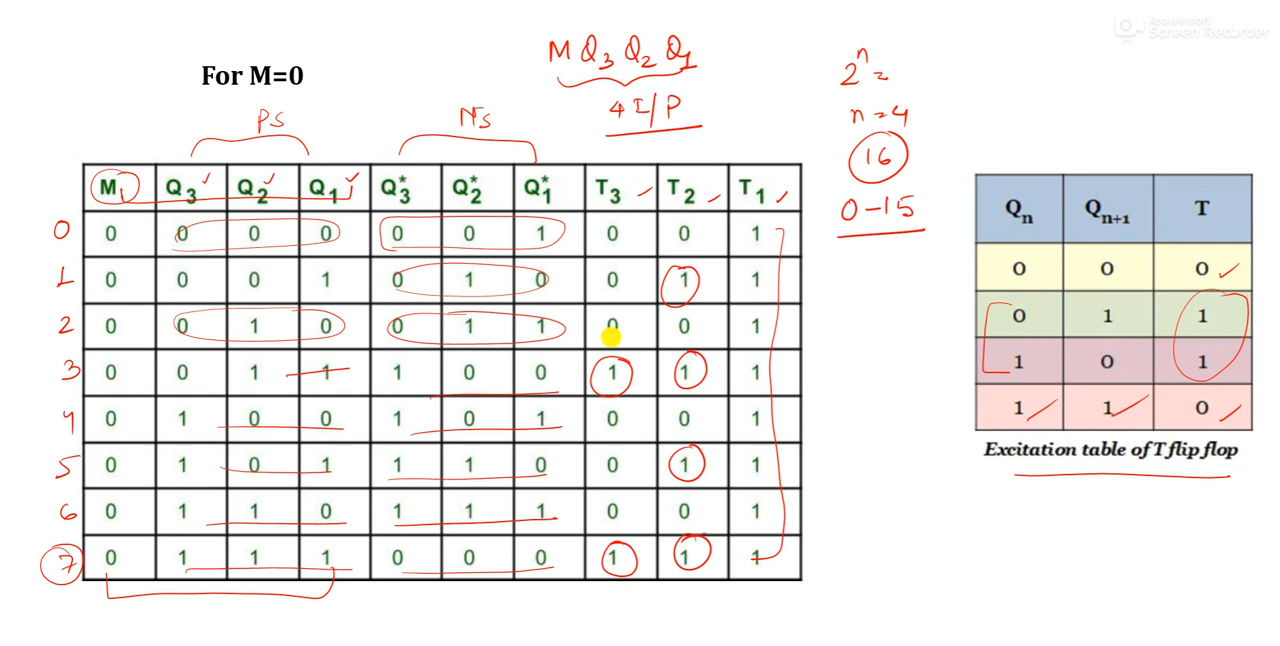 Apowersoft
Screen Recorder
M Q3 Q2 Q1
2^n =
For M=0
4 I/P
n = 4
PS
NS
16
M Q3 Q2 Q1 Q3* Q2* Q1* T3 T2 T1
0-15
0 0 0 0 0 0 0 1 0 0 1
1 0 0 0 1 0 1 0 0 1 1
2 0 0 1 0 0 1 1 0 0 1
3 0 0 1 1 1 0 0 1 1 1
4 0 1 0 0 1 0 1 0 0 1
5 0 1 0 1 1 1 0 0 1 1
6 0 1 1 0 1 1 1 0 0 1
7 0 1 1 1 0 0 0 1 1 1
Qn Qn+1 T
0 0 0
0 1 1
1 0 1
1 1 0
Excitation table of T flip flop